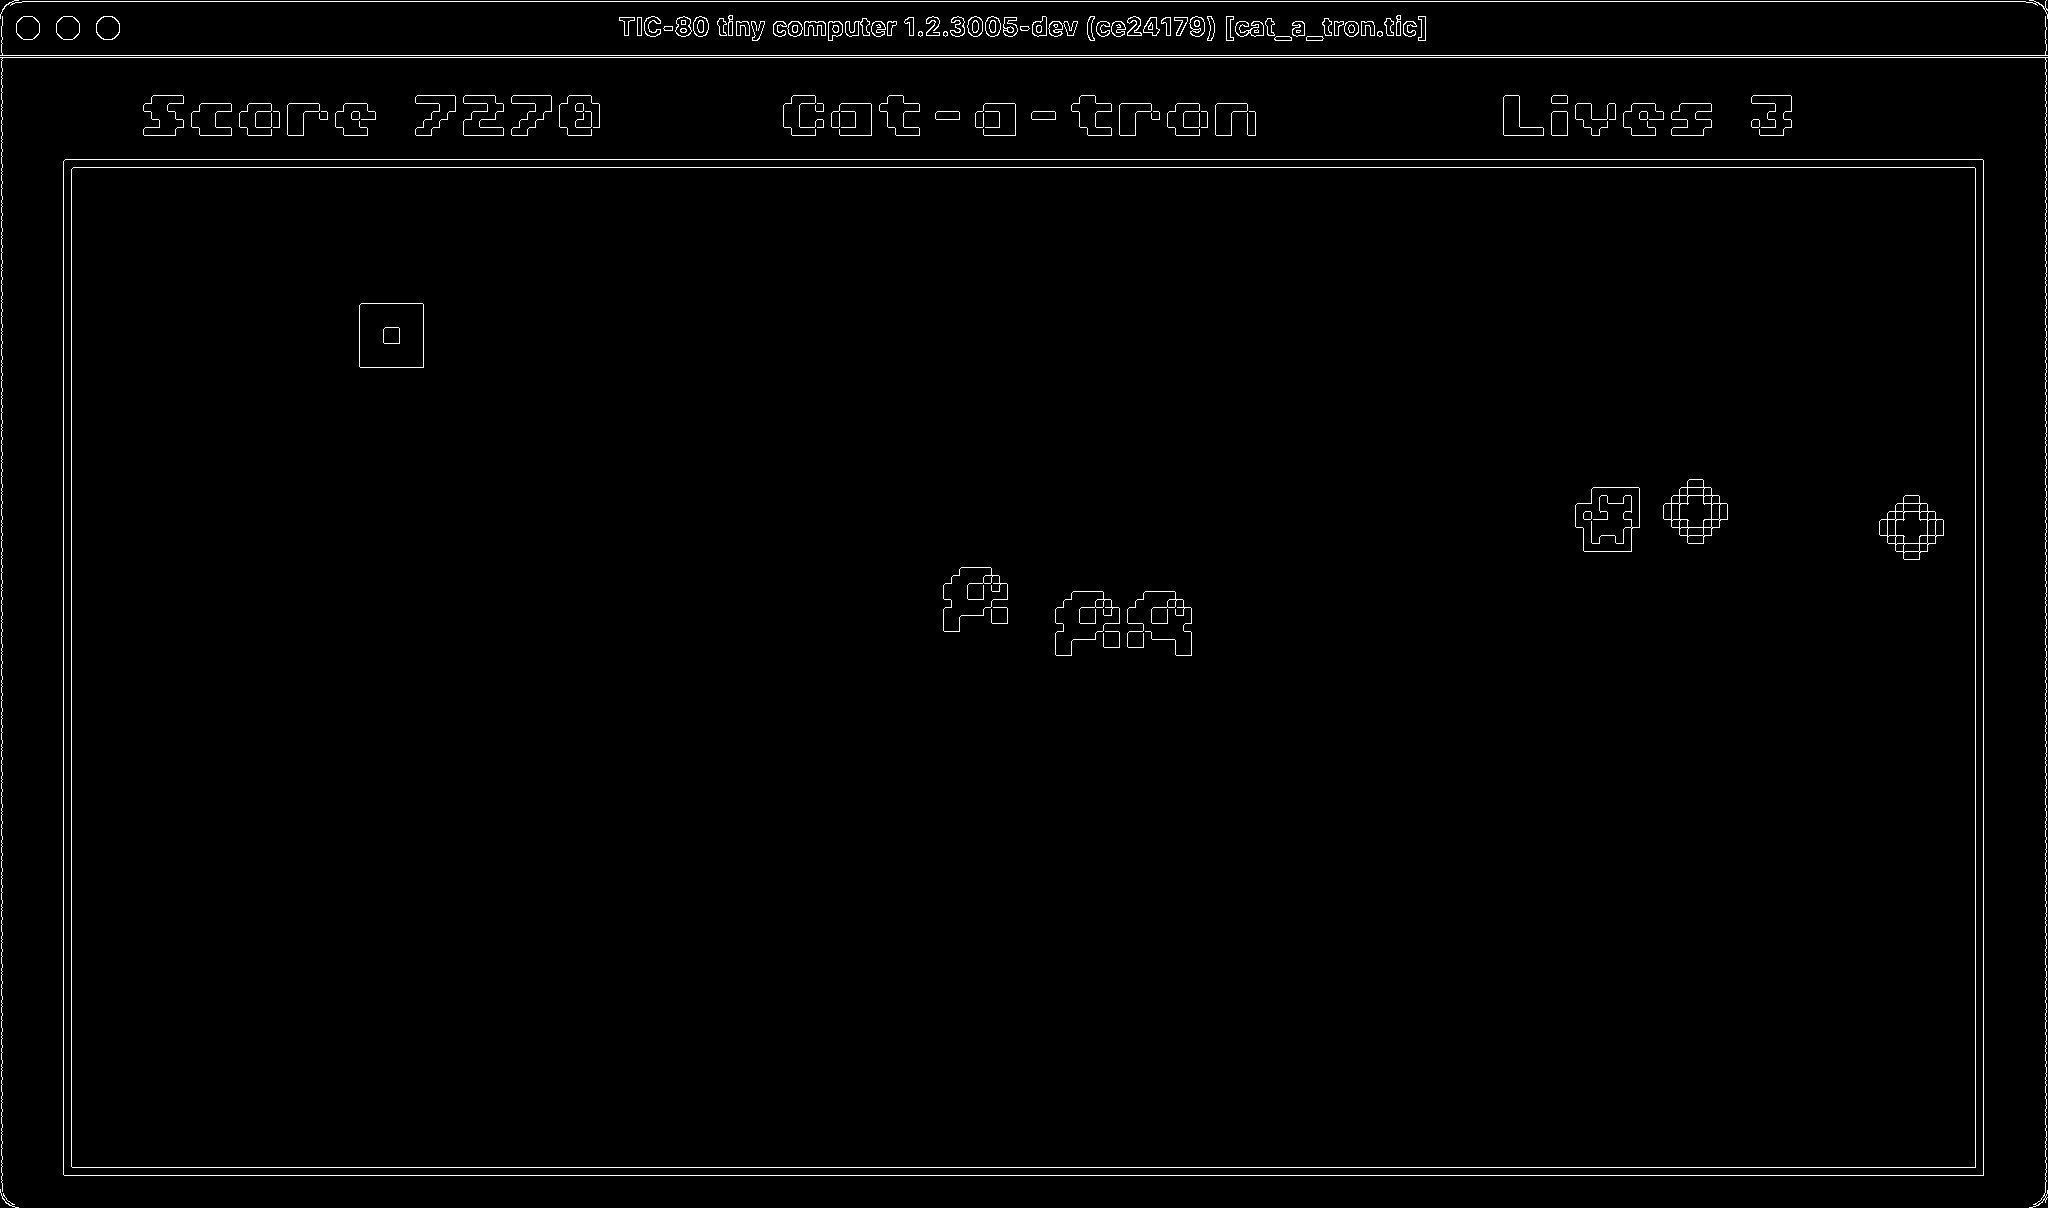 TIC-80 tiny computer 1.2.3005-dev (ce24179) [cat_a_tron.tic]
Score 7270 Cat-a-tron Lives 3